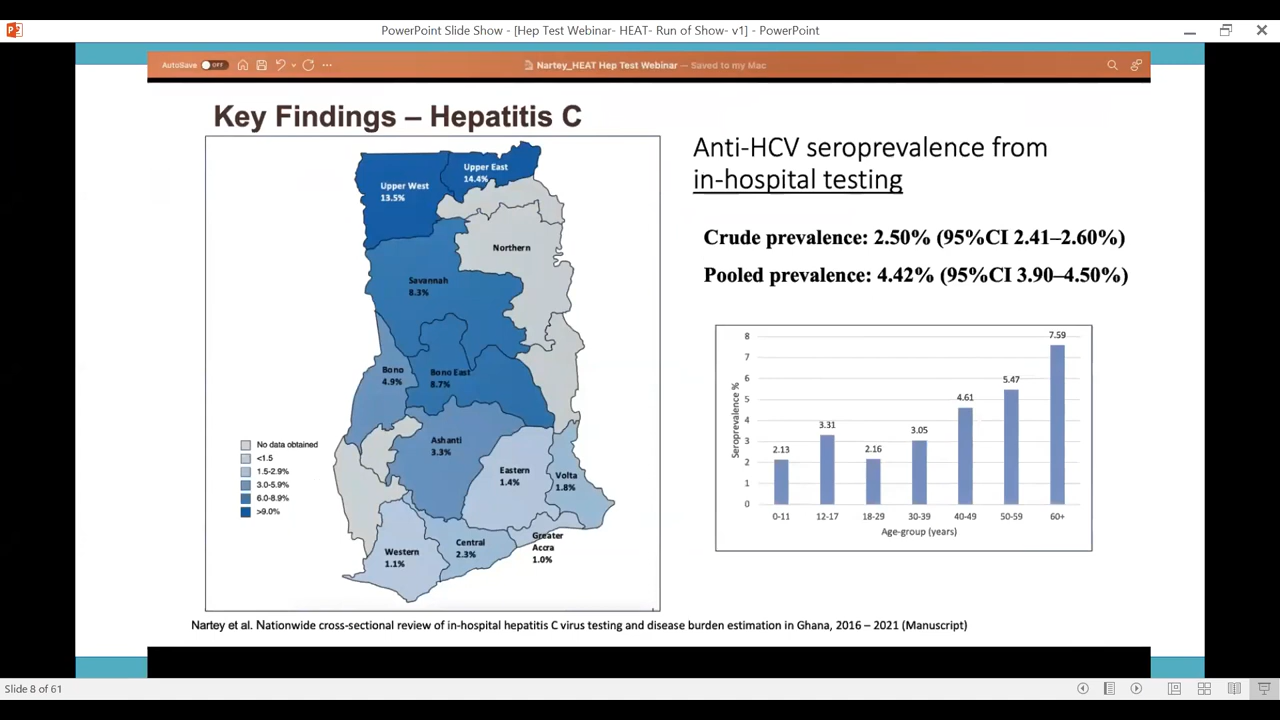 PowerPoint Slide Show - [Hep Test Webinar- HEAT- Run of Show- v1] - PowerPoint
AutoSave OFF
Nartey_HEAT Hep Test Webinar — Saved to my Mac
Key Findings – Hepatitis C
Upper West
13.5%
Upper East
14.4%
Northern
Savannah
8.3%
Bono
4.9%
Bono East
8.7%
Ashanti
3.3%
Eastern
1.4%
Volta
1.8%
Western
1.1%
Central
2.3%
Greater
Accra
1.0%
No data obtained
<1.5
1.5-2.9%
3.0-5.9%
6.0-8.9%
>9.0%
Anti-HCV seroprevalence from
in-hospital testing
Crude prevalence: 2.50% (95%CI 2.41–2.60%)
Pooled prevalence: 4.42% (95%CI 3.90–4.50%)
Seroprevalence %
8
7
6
5
4
3
2
1
0
2.13
3.31
2.16
3.05
4.61
5.47
7.59
0-11
12-17
18-29
30-39
40-49
50-59
60+
Age-group (years)
Nartey et al. Nationwide cross-sectional review of in-hospital hepatitis C virus testing and disease burden estimation in Ghana, 2016 – 2021 (Manuscript)
Slide 8 of 61